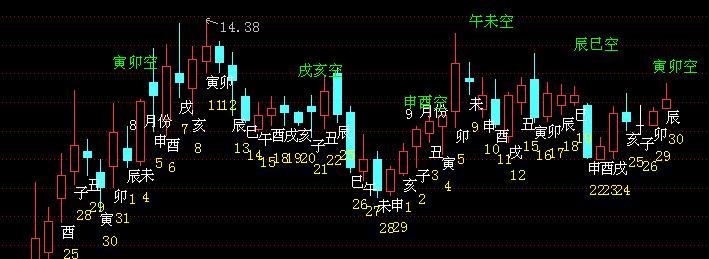 午未空
14.38
辰巳空
寅卯空
戌亥空
寅卯空
申酉空
寅卯
11 12
戌
7
亥
8
8 月份
申
5
酉
6
辰
1
未
4
卯
31
寅
30
丑
29
子
28
酉
25
辰
13
巳
14
午
15
酉
18
戌
19
亥
20
子
21
丑
22
辰
巳
26
午
27
未
28
申
29
亥
1
子
2
9 月份
丑
3
寅
4
卯
5
未
9
申
10
酉
11
戌
12
丑
15
寅
16
卯
17
辰
18
巳
申
22
酉
23
戌
24
丑
25
子
26
卯
29
辰
30